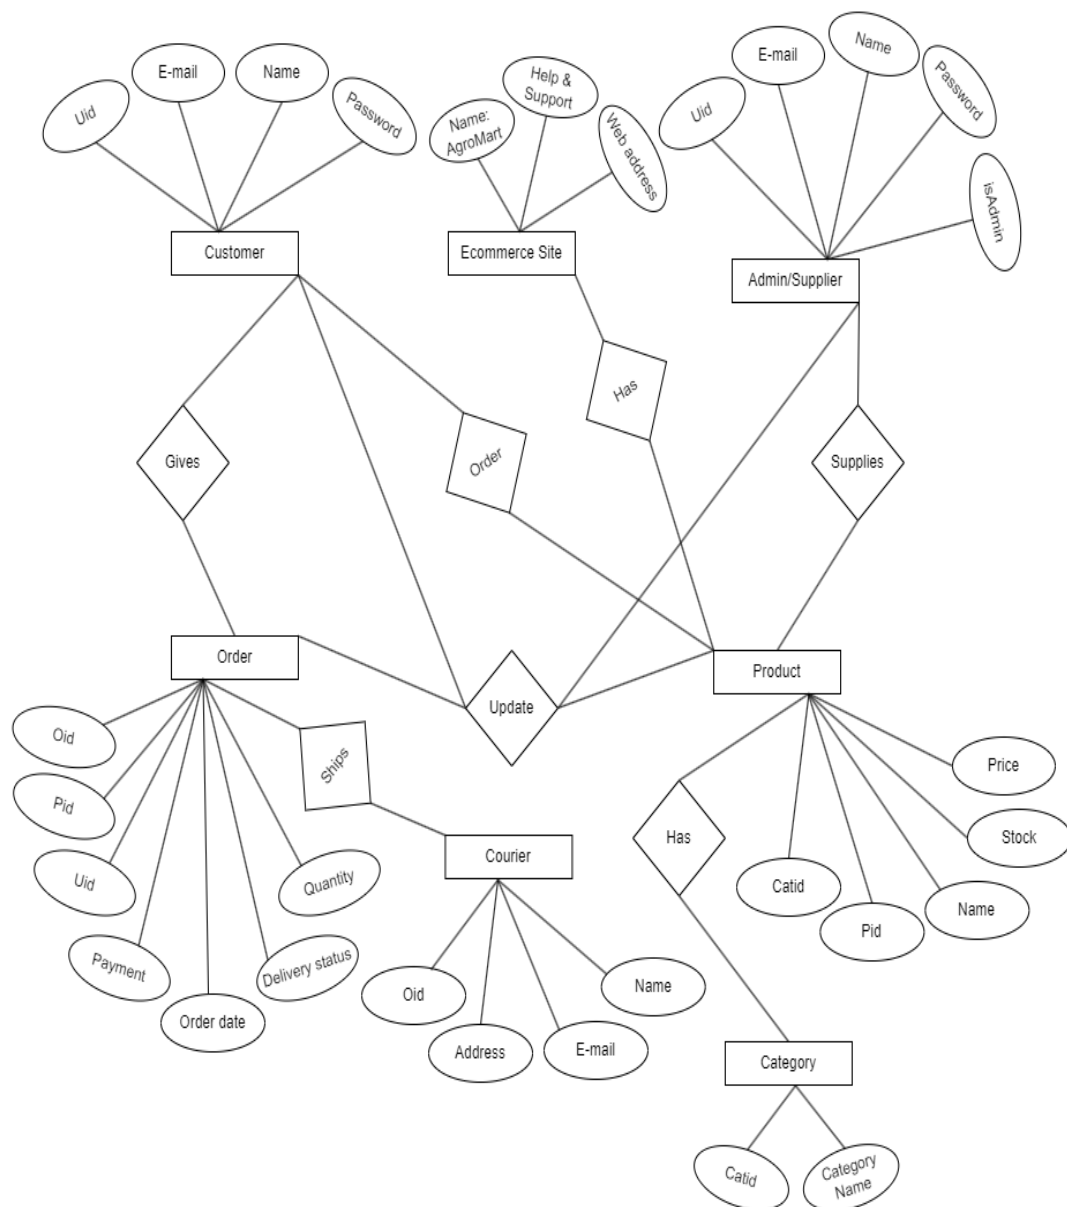 Uid
E-mail
Name
Password
Name:
AgroMart
Help &
Support
Web address
Uid
E-mail
Name
Password
isAdmin
Customer
Ecommerce Site
Admin/Supplier
Gives
Order
Has
Supplies
Order
Update
Product
Oid
Pid
Uid
Payment
Order date
Delivery status
Quantity
Ships
Courier
Oid
Address
E-mail
Name
Has
Price
Stock
Name
Pid
Catid
Category
Catid
Category
Name